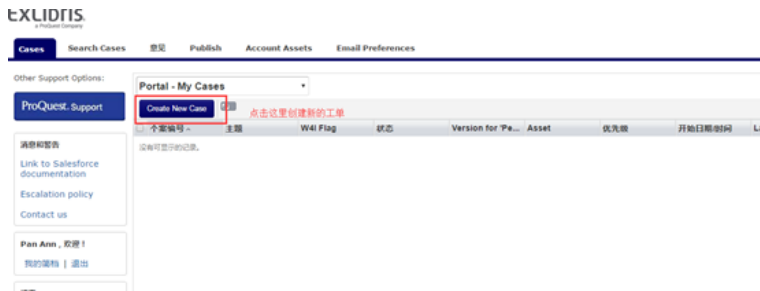 EXLIBRIS
a ProQuest Company
Cases Search Cases 意见 Publish Account Assets Email Preferences
Other Support Options:
ProQuest. Support
消息和警告
Link to Salesforce
documentation
Escalation policy
Contact us
Pan Ann , 欢迎！
我的简档 | 退出
Portal - My Cases
Create New Case
点击这里创建新的工单
个案编号 主题 W4I Flag 状态 Version for 'Pe... Asset 优先级 开始日期/时间
没有可显示的记录。